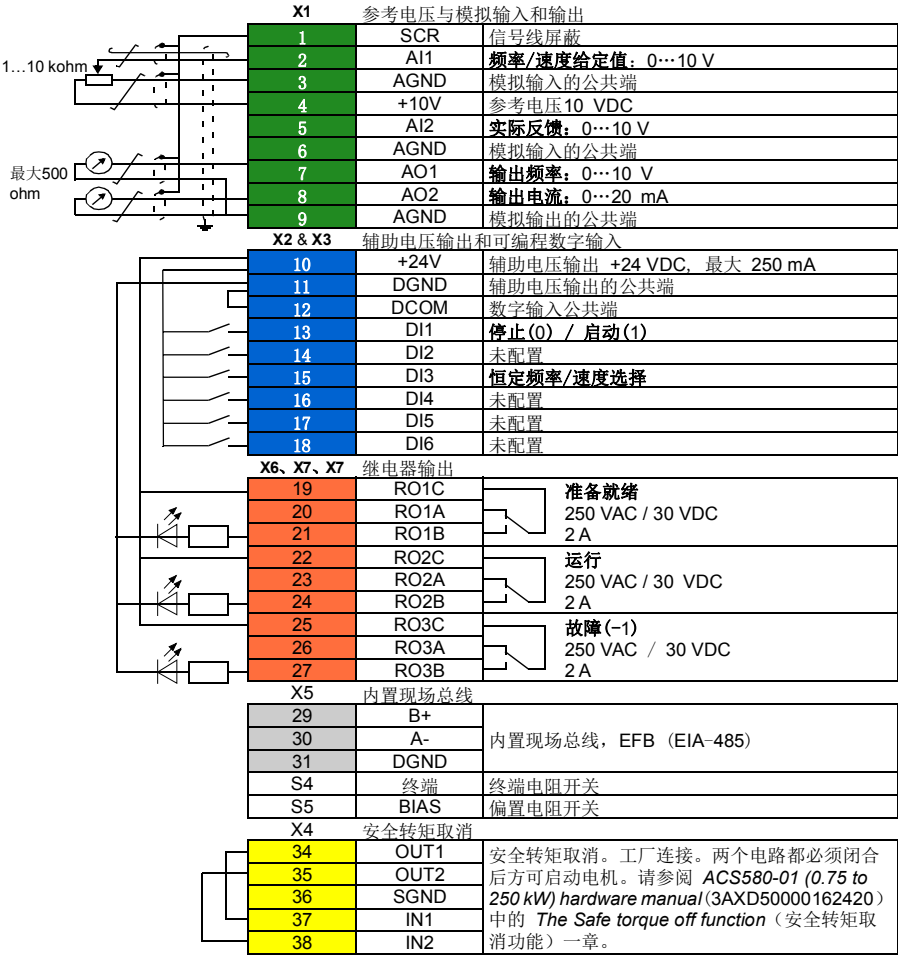 X1 参考电压与模拟输入和输出
1 SCR 信号线屏蔽
2 AI1 频率/速度给定值：0…10 V
1…10 kohm
3 AGND 模拟输入的公共端
4 +10V 参考电压10 VDC
5 AI2 实际反馈：0…10 V
6 AGND 模拟输入的公共端
7 AO1 输出频率：0…10 V
最大500
ohm
8 AO2 输出电流：0…20 mA
9 AGND 模拟输出的公共端
X2 & X3 辅助电压输出和可编程数字输入
10 +24V 辅助电压输出 +24 VDC, 最大 250 mA
11 DGND 辅助电压输出的公共端
12 DCOM 数字输入公共端
13 DI1 停止(0) / 启动(1)
14 DI2 未配置
15 DI3 恒定频率/速度选择
16 DI4 未配置
17 DI5 未配置
18 DI6 未配置
X6、X7、X7 继电器输出
19 RO1C 准备就绪
20 RO1A 250 VAC / 30 VDC
21 RO1B 2 A
22 RO2C 运行
23 RO2A 250 VAC / 30 VDC
24 RO2B 2 A
25 RO3C 故障(-1)
26 RO3A 250 VAC / 30 VDC
27 RO3B 2 A
X5 内置现场总线
29 B+
30 A- 内置现场总线，EFB (EIA-485)
31 DGND
S4 终端 终端电阻开关
S5 BIAS 偏置电阻开关
X4 安全转矩取消
34 OUT1 安全转矩取消。工厂连接。两个电路都必须闭合
35 OUT2 后方可启动电机。请参阅 ACS580-01 (0.75 to
36 SGND 250 kW) hardware manual(3AXD50000162420)
37 IN1 中的 The Safe torque off function（安全转矩取
38 IN2 消功能）一章。